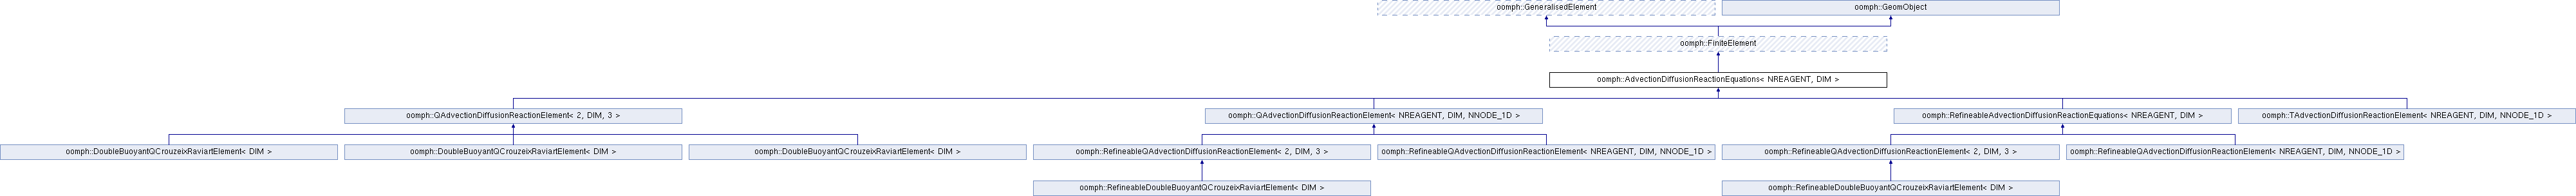 oomph::GeneralisedElement
oomph::GeomObject
oomph::FiniteElement
oomph::AdvectionDiffusionReactionEquations< NREAGENT, DIM >
oomph::QAdvectionDiffusionReactionElement< 2, DIM, 3 >
oomph::QAdvectionDiffusionReactionElement< NREAGENT, DIM, NNODE_1D >
oomph::RefineableAdvectionDiffusionReactionEquations< NREAGENT, DIM >
oomph::TAdvectionDiffusionReactionElement< NREAGENT, DIM, NNODE_1D >
oomph::DoubleBuoyantQCrouzeixRaviartElement< DIM >
oomph::DoubleBuoyantQCrouzeixRaviartElement< DIM >
oomph::DoubleBuoyantQCrouzeixRaviartElement< DIM >
oomph::RefineableQAdvectionDiffusionReactionElement< 2, DIM, 3 >
oomph::RefineableQAdvectionDiffusionReactionElement< NREAGENT, DIM, NNODE_1D >
oomph::RefineableQAdvectionDiffusionReactionElement< 2, DIM, 3 >
oomph::RefineableQAdvectionDiffusionReactionElement< NREAGENT, DIM, NNODE_1D >
oomph::RefineableDoubleBuoyantQCrouzeixRaviartElement< DIM >
oomph::RefineableDoubleBuoyantQCrouzeixRaviartElement< DIM >